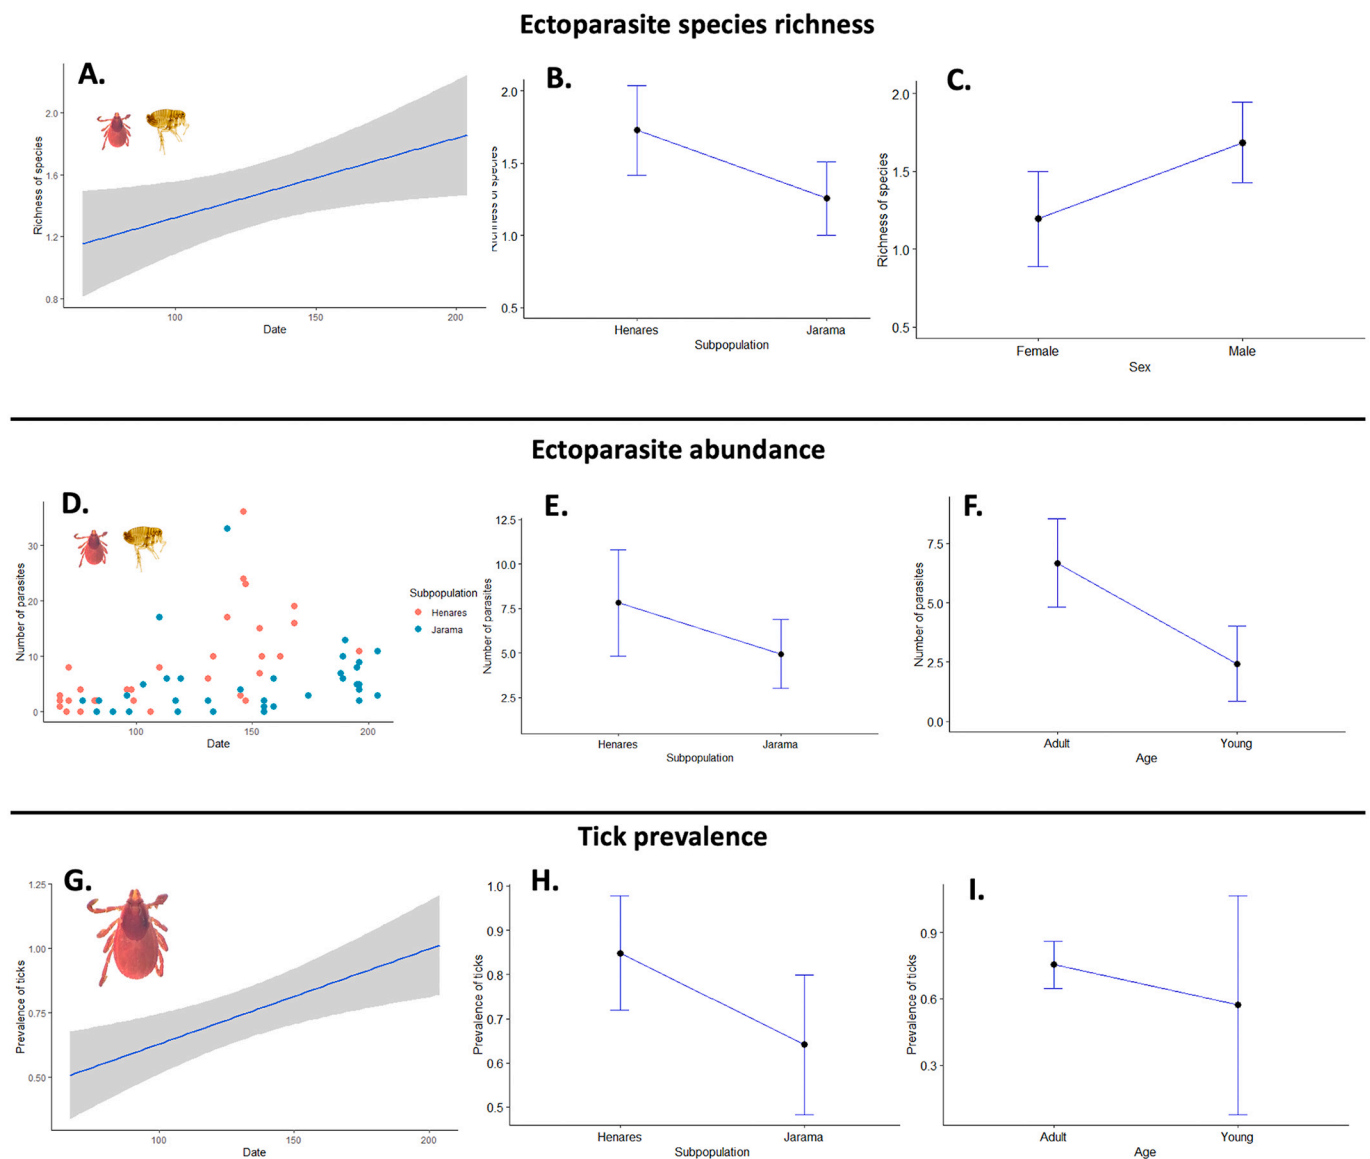 Ectoparasite species richness
A.
Richness of species
2.0
1.6
1.2
0.8
100 150 200
Date
B.
Richness of species
2.0
1.5
1.0
0.5
Henares Jarama
Subpopulation
C.
Richness of species
2.0
1.5
1.0
0.5
Female Male
Sex
Ectoparasite abundance
D.
Number of parasites
30
20
10
0
100 150 200
Date
Subpopulation
Henares
Jarama
E.
Number of parasites
12.5
10.0
7.5
5.0
2.5
Henares Jarama
Subpopulation
F.
Number of parasites
7.5
5.0
2.5
0.0
Adult Young
Age
Tick prevalence
G.
Prevalence of ticks
1.25
1.00
0.75
0.50
100 150 200
Date
H.
Prevalence of ticks
1.0
0.9
0.8
0.7
0.6
0.5
Henares Jarama
Subpopulation
I.
Prevalence of ticks
0.9
0.6
0.3
Adult Young
Age